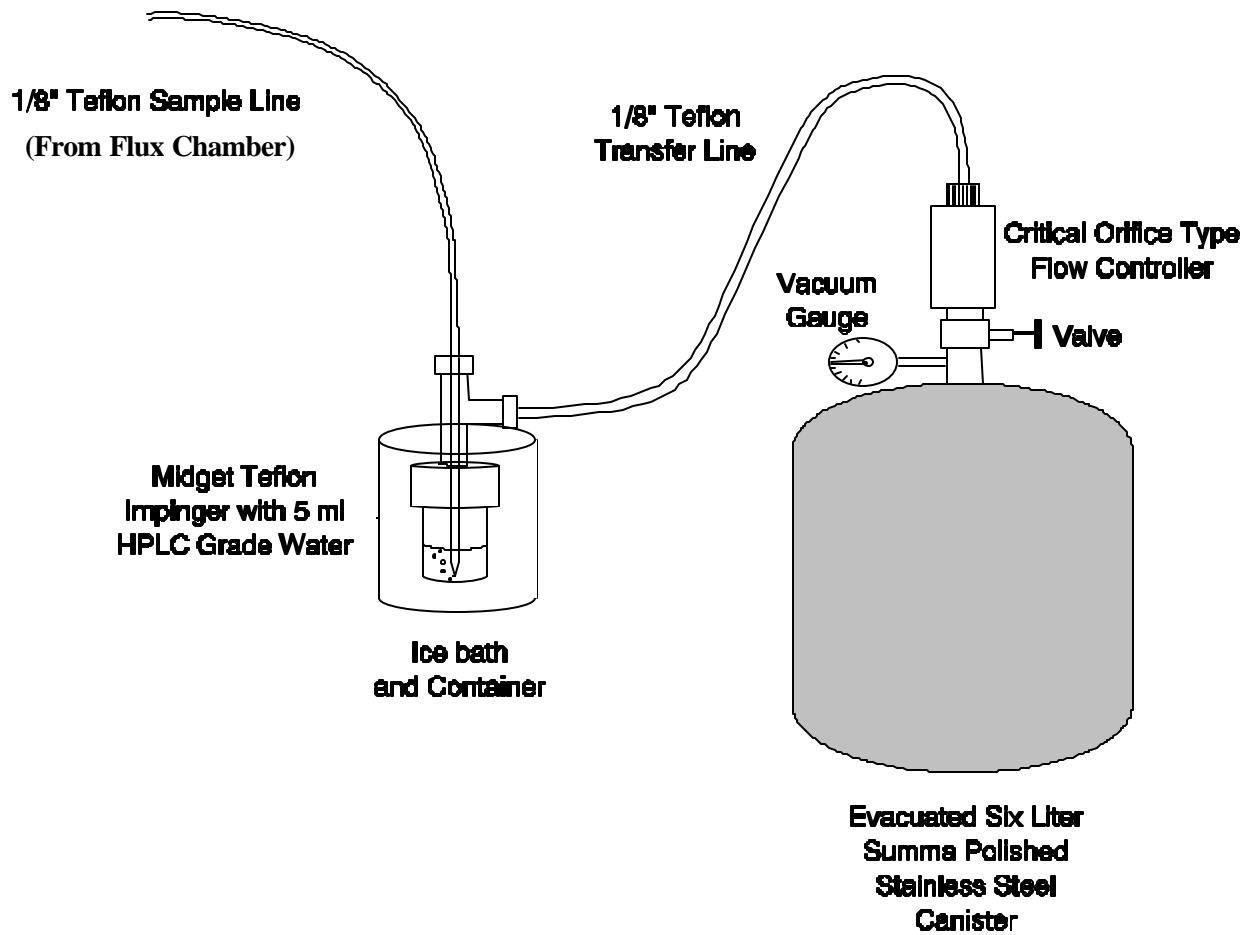 1/8" Teflon Sample Line
(From Flux Chamber)
1/8" Teflon
Transfer Line
Critical Orifice Type
Flow Controller
Vacuum
Gauge
Valve
Midget Teflon
Impinger with 5 ml
HPLC Grade Water
Ice bath
and Container
Evacuated Six Liter
Summa Polished
Stainless Steel
Canister